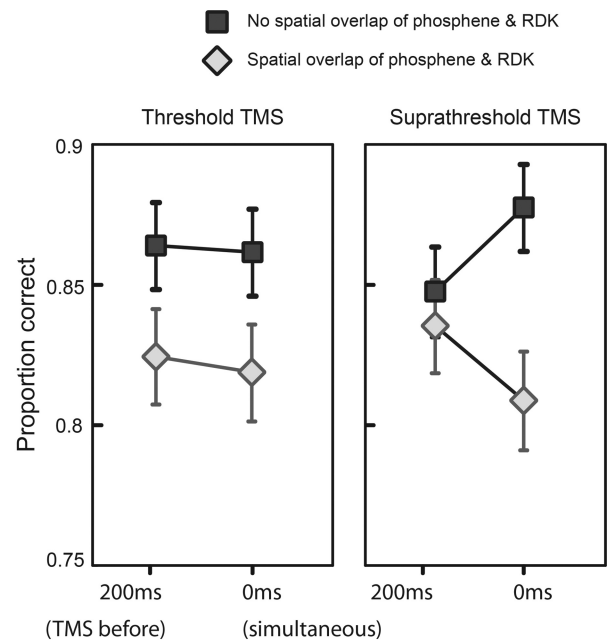 No spatial overlap of phosphene & RDK
Spatial overlap of phosphene & RDK
Threshold TMS
Suprathreshold TMS
Proportion correct
0.9
0.85
0.8
0.75
200ms
0ms
200ms
0ms
(TMS before)
(simultaneous)